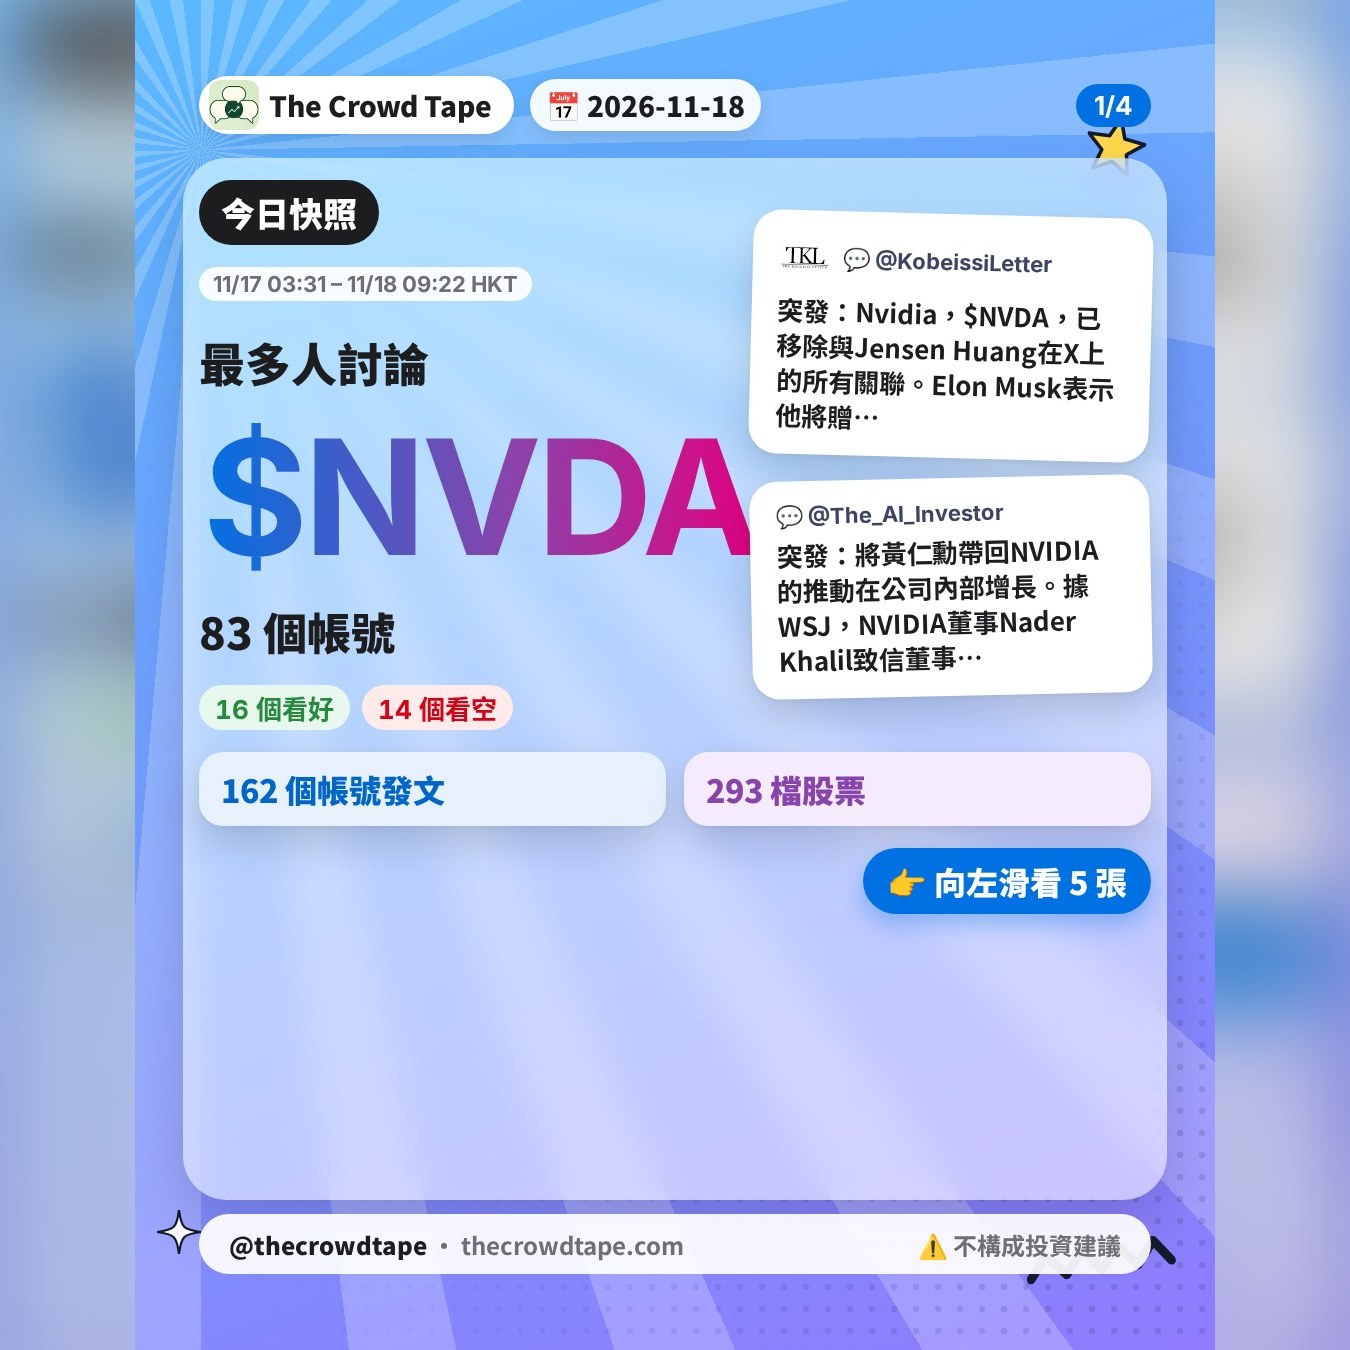 The Crowd Tape
July 17
2026-11-18
1/4
今日快照
11/17 03:31 – 11/18 09:22 HKT
最多人討論
$NVDA
83 個帳號
16 個看好
14 個看空
TKL
@KobeissiLetter
突發：Nvidia，$NVDA，已
移除與Jensen Huang在X上
的所有關聯。Elon Musk表示
他將贈…
@The_AI_Investor
突發：將黃仁勳帶回NVIDIA
的推動在公司內部增長。據
WSJ，NVIDIA董事Nader
Khalil致信董事…
162 個帳號發文
293 檔股票
向左滑看 5 張
@thecrowdtape · thecrowdtape.com
不構成投資建議